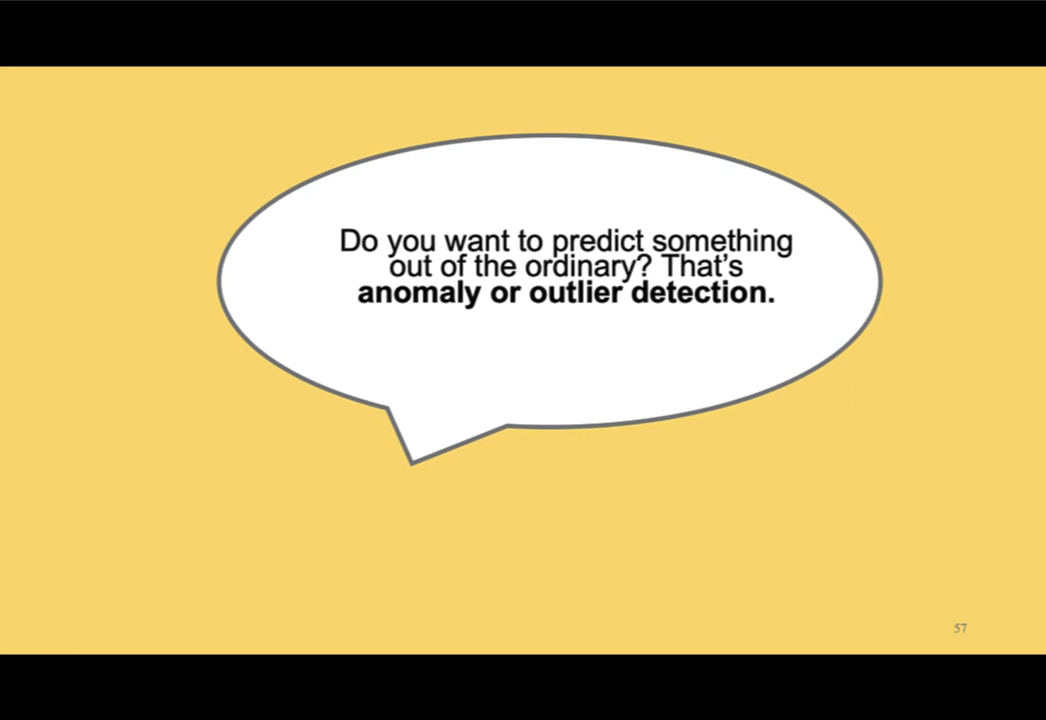 Do you want to predict something
out of the ordinary? That’s
anomaly or outlier detection.
57